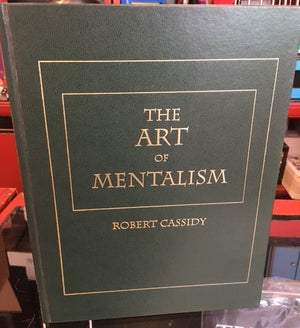 THE
ART
OF
MENTALISM
ROBERT CASSIDY